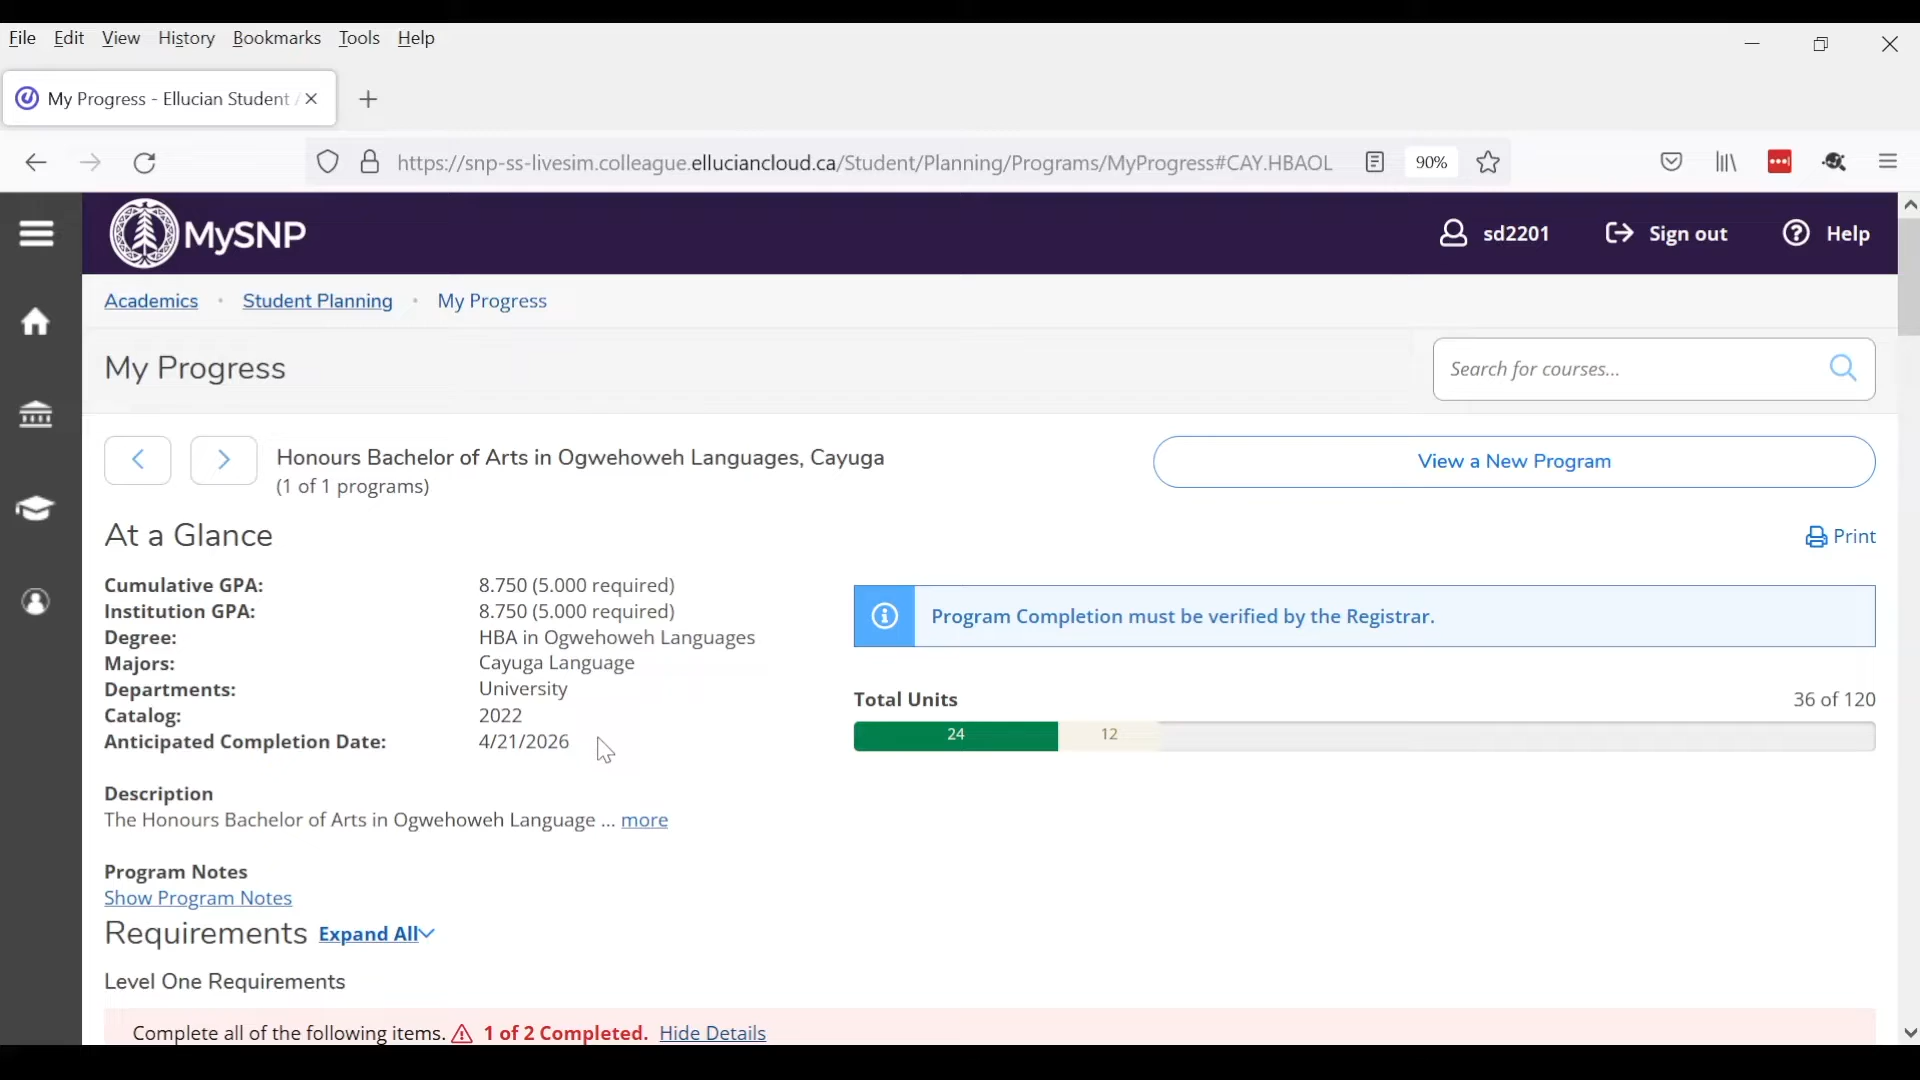 File Edit View History Bookmarks Tools Help
My Progress - Ellucian Student
https://snp-ss-livesim.colleague.elluciancloud.ca/Student/Planning/Programs/MyProgress#CAY.HBAOL 90%
MySNP sd2201 Sign out Help
Academics Student Planning My Progress
My Progress Search for courses...
Honours Bachelor of Arts in Ogwehoweh Languages, Cayuga
(1 of 1 programs)
View a New Program
At a Glance
Print
Cumulative GPA: 8.750 (5.000 required)
Institution GPA: 8.750 (5.000 required)
Degree: HBA in Ogwehoweh Languages
Majors: Cayuga Language
Departments: University
Catalog: 2022
Anticipated Completion Date: 4/21/2026
Program Completion must be verified by the Registrar.
Total Units 36 of 120
24 12
Description
The Honours Bachelor of Arts in Ogwehoweh Language ... more
Program Notes
Show Program Notes
Requirements Expand All
Level One Requirements
Complete all of the following items. 1 of 2 Completed. Hide Details